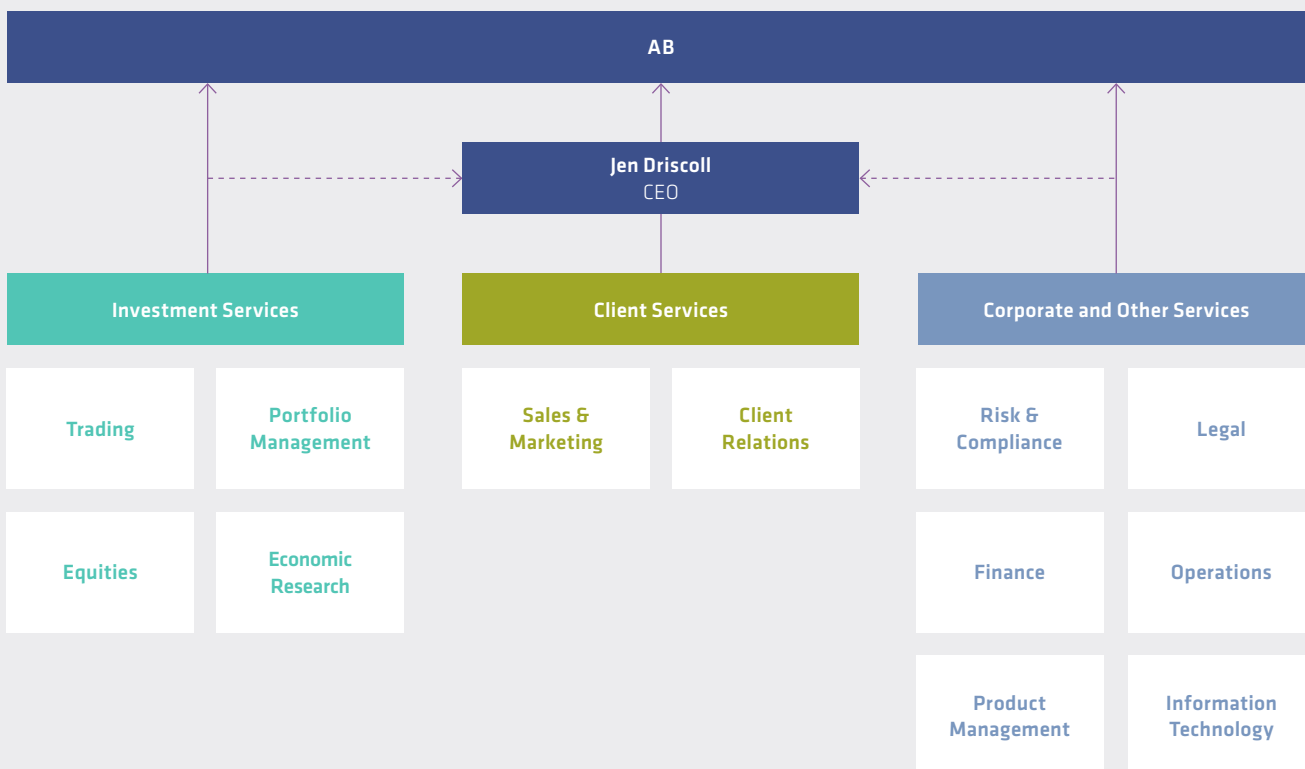 AB
Jen Driscoll
CEO
Investment Services
Client Services
Corporate and Other Services
Trading
Portfolio
Management
Sales &
Marketing
Client
Relations
Risk &
Compliance
Legal
Equities
Economic
Research
Finance
Operations
Product
Management
Information
Technology